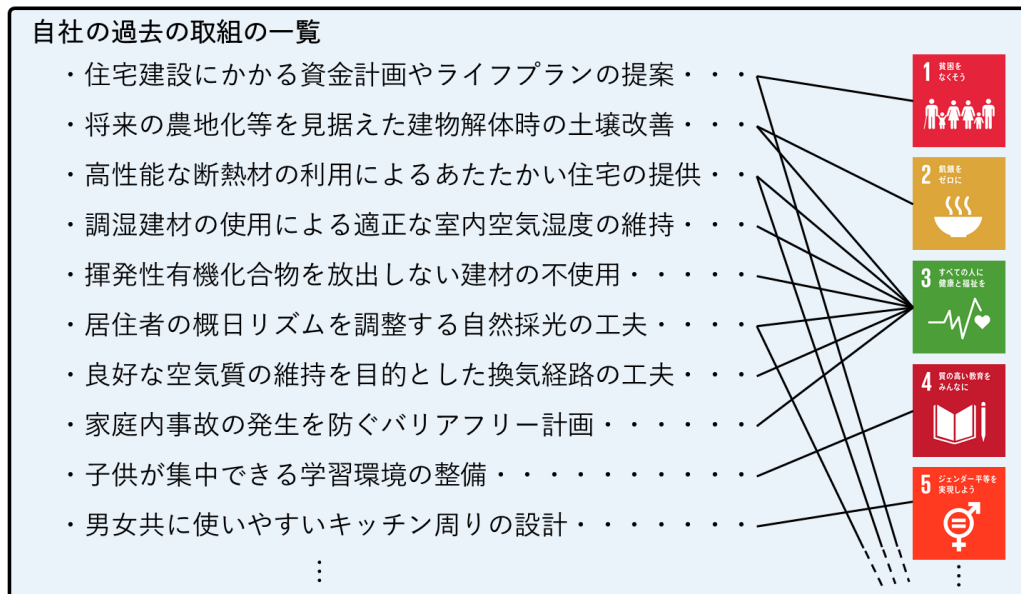 自社の過去の取組の一覧
・住宅建設にかかる資金計画やライフプランの提案・・・
・将来の農地化等を見据えた建物解体時の土壌改善・・・
・高性能な断熱材の利用によるあたたかい住宅の提供・・
・調湿建材の使用による適正な室内空気湿度の維持・・・
・揮発性有機化合物を放出しない建材の不使用・・・・・
・居住者の概日リズムを調整する自然採光の工夫・・・・
・良好な空気質の維持を目的とした換気経路の工夫・・・
・家庭内事故の発生を防ぐバリアフリー計画・・・・・・
・子供が集中できる学習環境の整備・・・・・・・・・・
・男女共に使いやすいキッチン周りの設計・・・・・・・
⋮
1 貧困を
なくそう
2 飢餓を
ゼロに
3 すべての人に
健康と福祉を
4 質の高い教育を
みんなに
5 ジェンダー平等を
実現しよう
⋮